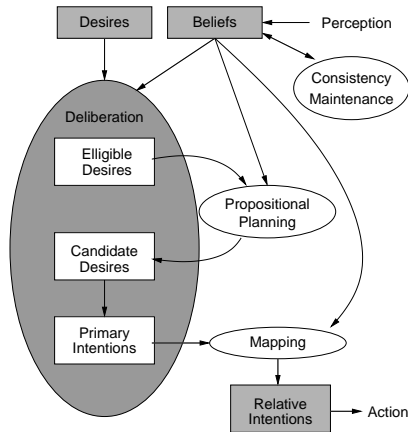 Desires
Beliefs
Perception
Consistency
Maintenance
Deliberation
Elligible
Desires
Propositional
Planning
Candidate
Desires
Primary
Intentions
Mapping
Relative
Intentions
Action